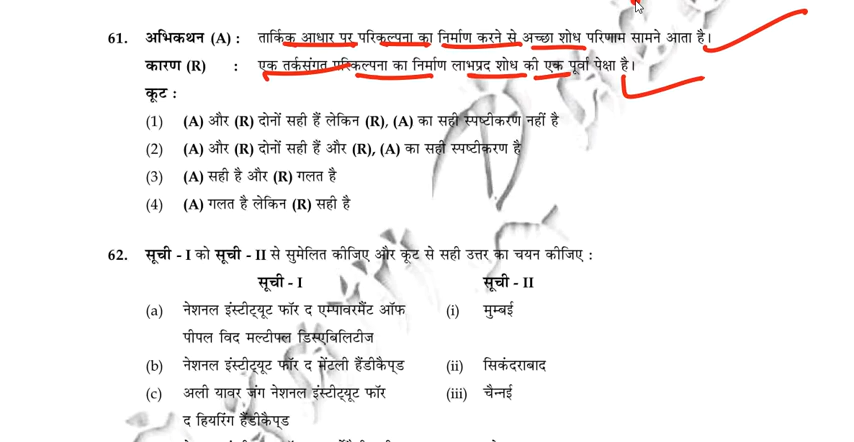 61. अभिकथन (A) : तार्किक आधार पर परिकल्पना का निर्माण करने से अच्छा शोध परिणाम सामने आता है।
कारण (R) : एक तर्कसंगत परिकल्पना का निर्माण लाभप्रद शोध की एक पूर्वा पेक्षा है।
कूट :
(1) (A) और (R) दोनों सही हैं लेकिन (R), (A) का सही स्पष्टीकरण नहीं है
(2) (A) और (R) दोनों सही हैं और (R), (A) का सही स्पष्टीकरण है
(3) (A) सही है और (R) गलत है
(4) (A) गलत है लेकिन (R) सही है
62. सूची - I को सूची - II से सुमेलित कीजिए और कूट से सही उत्तर का चयन कीजिए :
सूची - I सूची - II
(a) नेशनल इंस्टीट्यूट फॉर द एम्पावरमैंट ऑफ (i) मुम्बई
पीपल विद मल्टीपल डिस्एबिलिटीज
(b) नेशनल इंस्टीट्यूट फॉर द मेंटली हैंडीकैप्ड (ii) सिकंदराबाद
(c) अली यावर जंग नेशनल इंस्टीट्यूट फॉर (iii) चैन्नई
द हियरिंग हैंडीकैप्ड